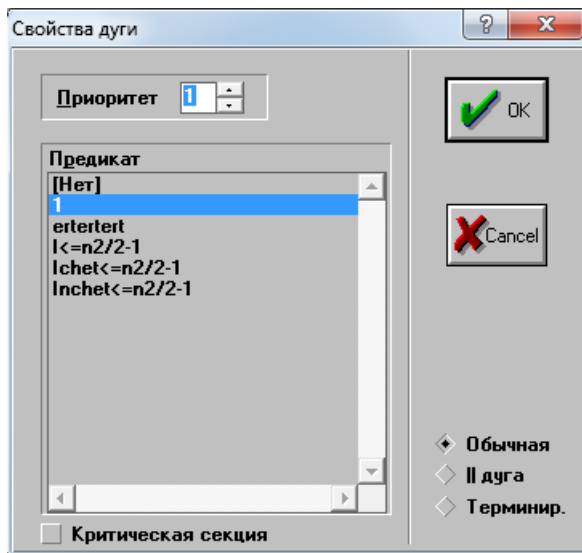 Свойства дуги
?
X
Приоритет 1
OK
Предикат
[Нет]
1
ertertert
I<=n2/2-1
Ichet<=n2/2-1
Inchet<=n2/2-1
Cancel
Обычная
II дуга
Терминир.
Критическая секция